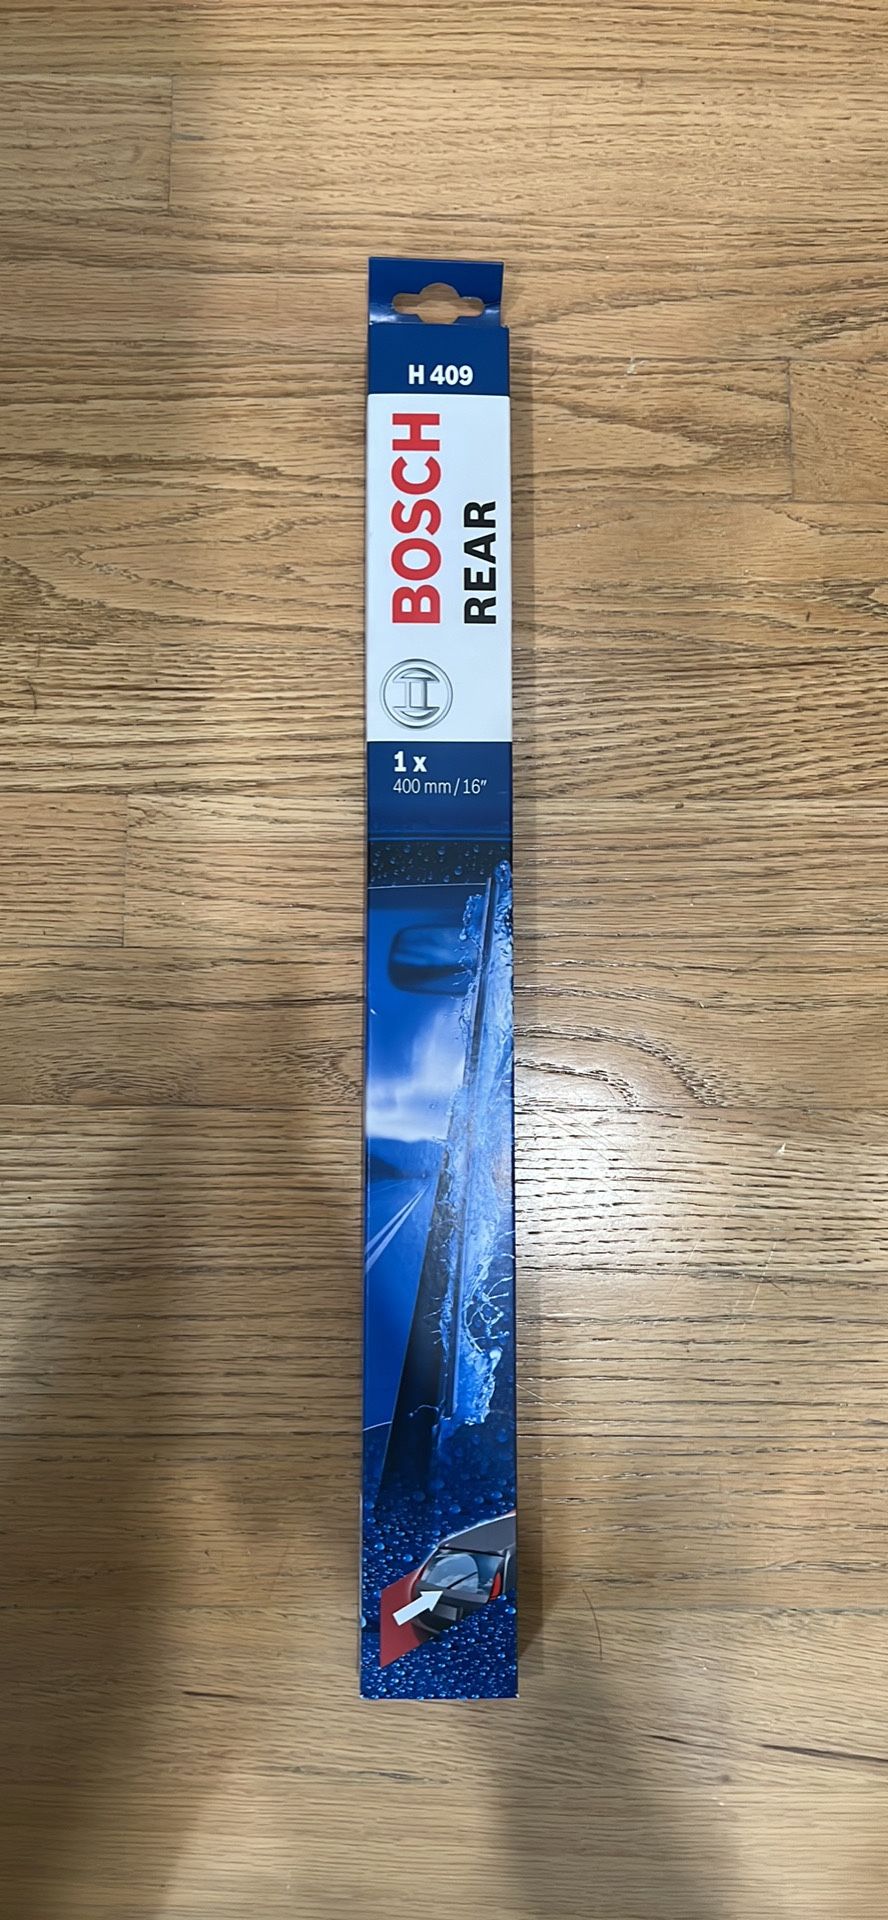 H 409
BOSCH
REAR
1 x
400 mm / 16"